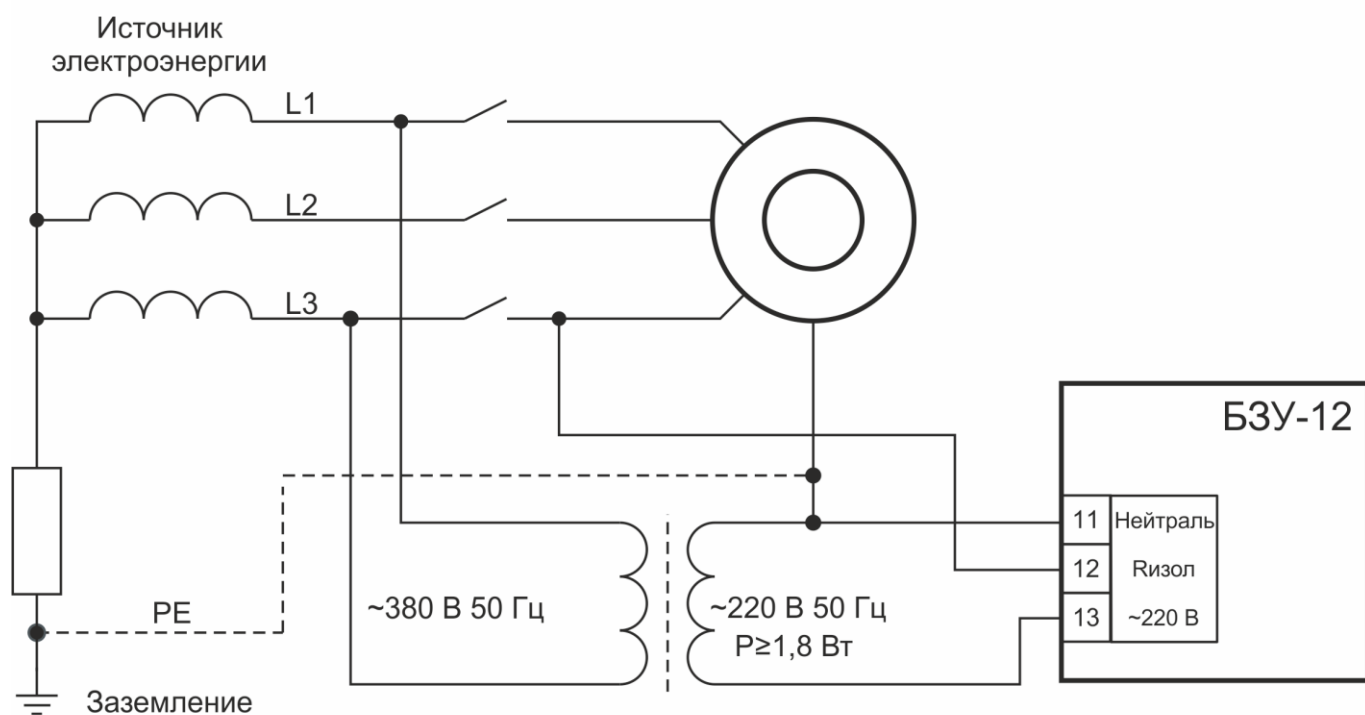 Источник
электроэнергии
L1
L2
L3
БЗУ-12
11 Нейтраль
12 Rизол
13 ~220 В
~380 В 50 Гц
~220 В 50 Гц
P≥1,8 Вт
PE
Заземление